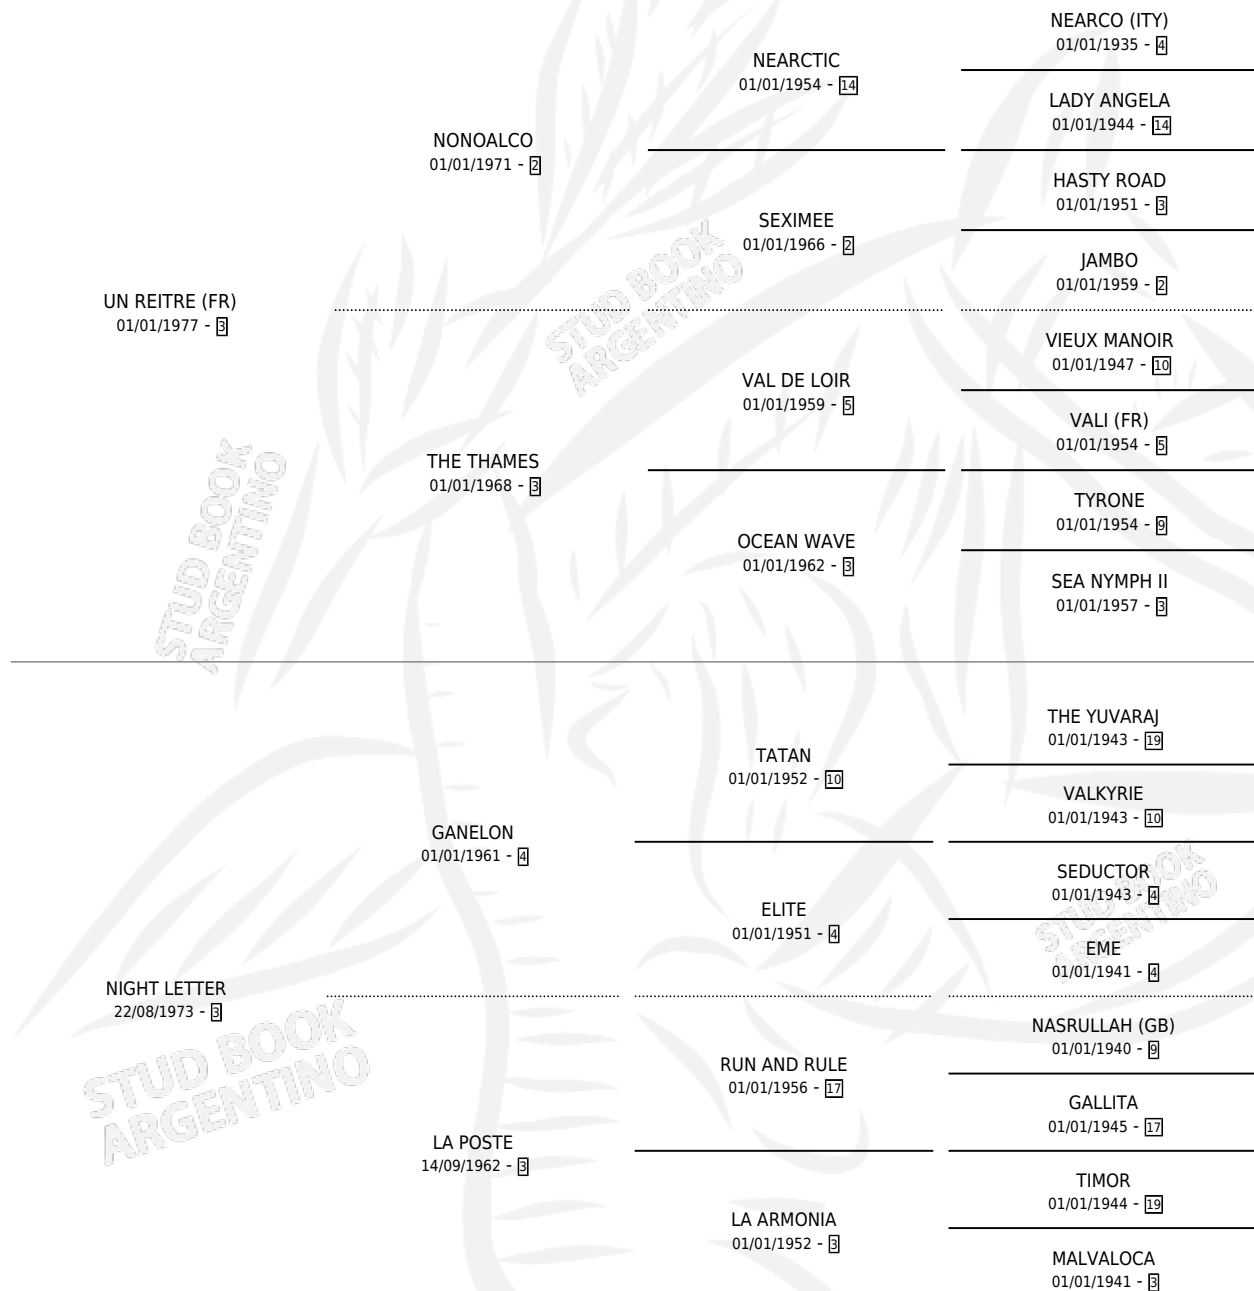 NEARCO (ITY)
01/01/1935 - 4
NEARCTIC
01/01/1954 - 14
LADY ANGELA
01/01/1944 - 14
NONOALCO
01/01/1971 - 2
HASTY ROAD
01/01/1951 - 3
SEXIMEE
01/01/1966 - 2
JAMBO
01/01/1959 - 2
UN REITRE (FR)
01/01/1977 - 3
STUD BOOK
ARGENTINO
VIEUX MANOIR
01/01/1947 - 10
VAL DE LOIR
01/01/1959 - 5
VALI (FR)
01/01/1954 - 5
THE THAMES
01/01/1968 - 3
TYRONE
01/01/1954 - 9
OCEAN WAVE
01/01/1962 - 3
SEA NYMPH II
01/01/1957 - 3
STUD BOOK
ARGENTINO
THE YUVARAJ
01/01/1943 - 19
TATAN
01/01/1952 - 10
VALKYRIE
01/01/1943 - 10
GANELON
01/01/1961 - 4
SEDUCTOR
01/01/1943 - 4
ELITE
01/01/1951 - 4
EME
01/01/1941 - 4
STUD BOOK
ARGENTINO
NIGHT LETTER
22/08/1973 - 3
NASRULLAH (GB)
01/01/1940 - 9
RUN AND RULE
01/01/1956 - 17
GALLITA
01/01/1945 - 17
STUD BOOK
ARGENTINO
LA POSTE
14/09/1962 - 3
TIMOR
01/01/1944 - 19
LA ARMONIA
01/01/1952 - 3
MALVALOCA
01/01/1941 - 3